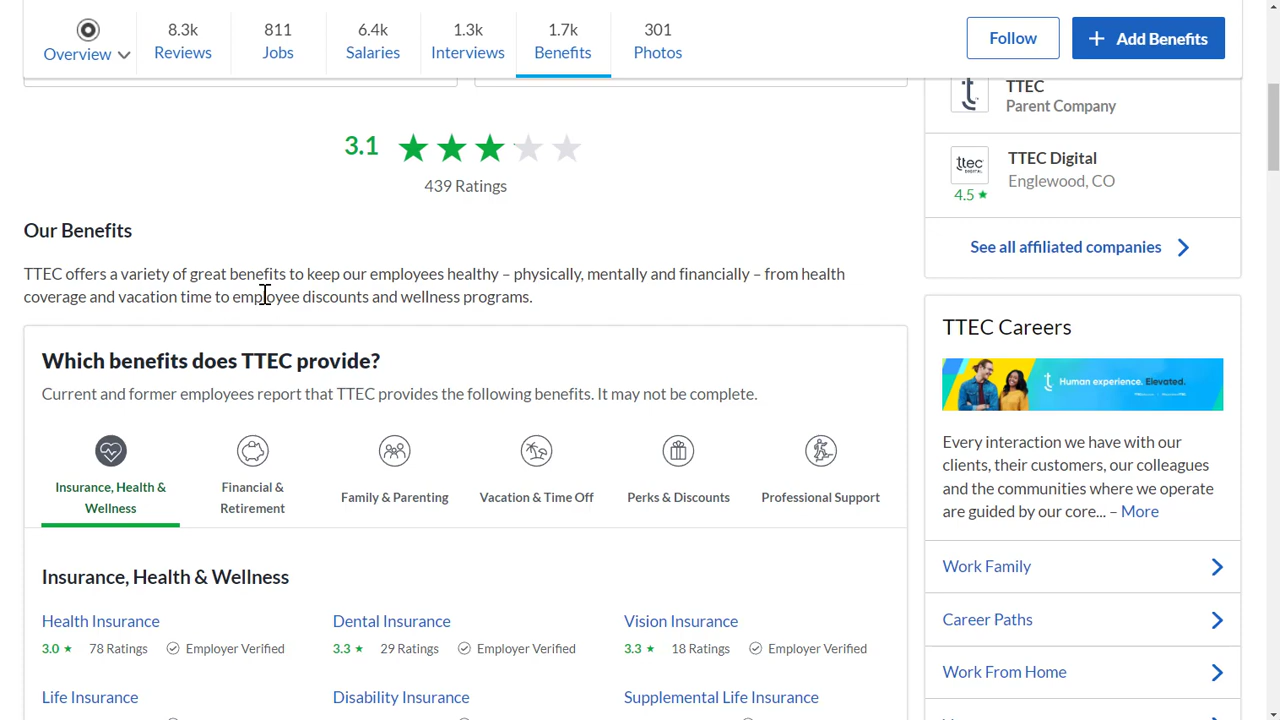 8.3k
811
6.4k
1.3k
1.7k
301
Overview
Reviews
Jobs
Salaries
Interviews
Benefits
Photos
Follow
+ Add Benefits
TTEC
Parent Company
3.1
439 Ratings
ttec
DIGITAL
TTEC Digital
Englewood, CO
4.5 ★
See all affiliated companies
Our Benefits
TTEC offers a variety of great benefits to keep our employees healthy – physically, mentally and financially – from health
coverage and vacation time to employee discounts and wellness programs.
Which benefits does TTEC provide?
Current and former employees report that TTEC provides the following benefits. It may not be complete.
Insurance, Health &
Wellness
Financial &
Retirement
Family & Parenting
Vacation & Time Off
Perks & Discounts
Professional Support
Insurance, Health & Wellness
Health Insurance
3.0 ★ 78 Ratings Employer Verified
Dental Insurance
3.3 ★ 29 Ratings Employer Verified
Vision Insurance
3.3 ★ 18 Ratings Employer Verified
Life Insurance
Disability Insurance
Supplemental Life Insurance
TTEC Careers
Human experience. Elevated.
Every interaction we have with our
clients, their customers, our colleagues
and the communities where we operate
are guided by our core... – More
Work Family
Career Paths
Work From Home